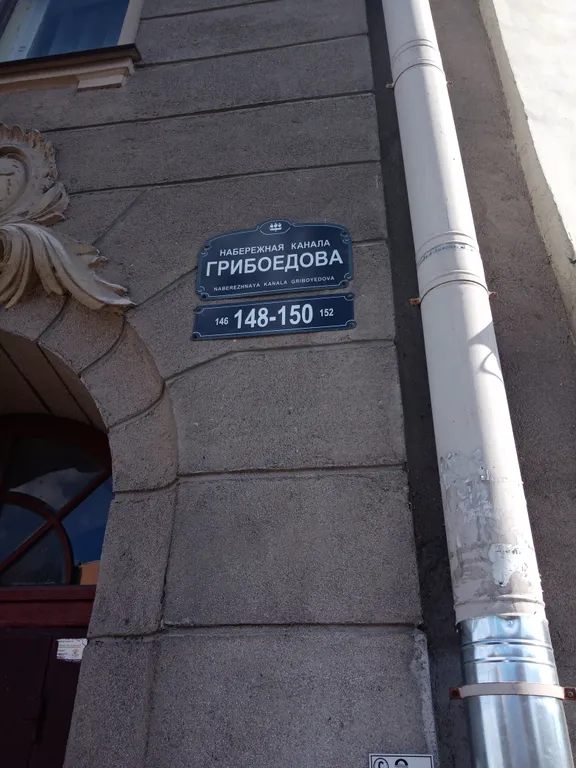 НАБЕРЕЖНАЯ КАНАЛА
ГРИБОЕДОВА
NABEREZHNAYA KANALA GRIBOYEDOVA
146 148-150 152